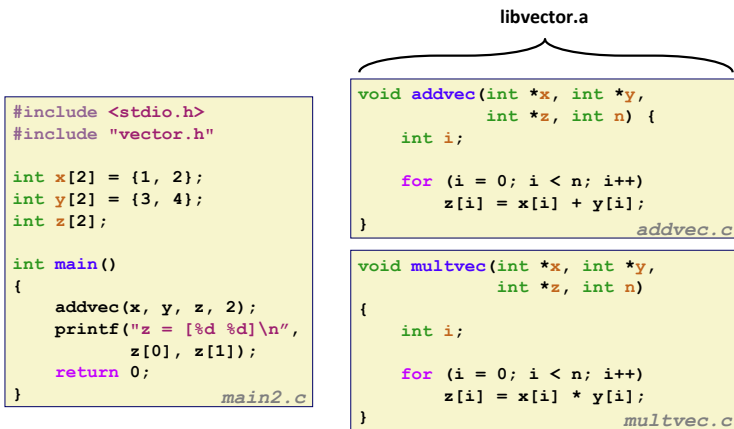 libvector.a
#include <stdio.h>
#include "vector.h"
int x[2] = {1, 2};
int y[2] = {3, 4};
int z[2];
int main()
{
    addvec(x, y, z, 2);
    printf("z = [%d %d]\n”,
           z[0], z[1]);
    return 0;
}
main2.c
void addvec(int *x, int *y,
            int *z, int n) {
    int i;
    for (i = 0; i < n; i++)
        z[i] = x[i] + y[i];
}
addvec.c
void multvec(int *x, int *y,
             int *z, int n)
{
    int i;
    for (i = 0; i < n; i++)
        z[i] = x[i] * y[i];
}
multvec.c